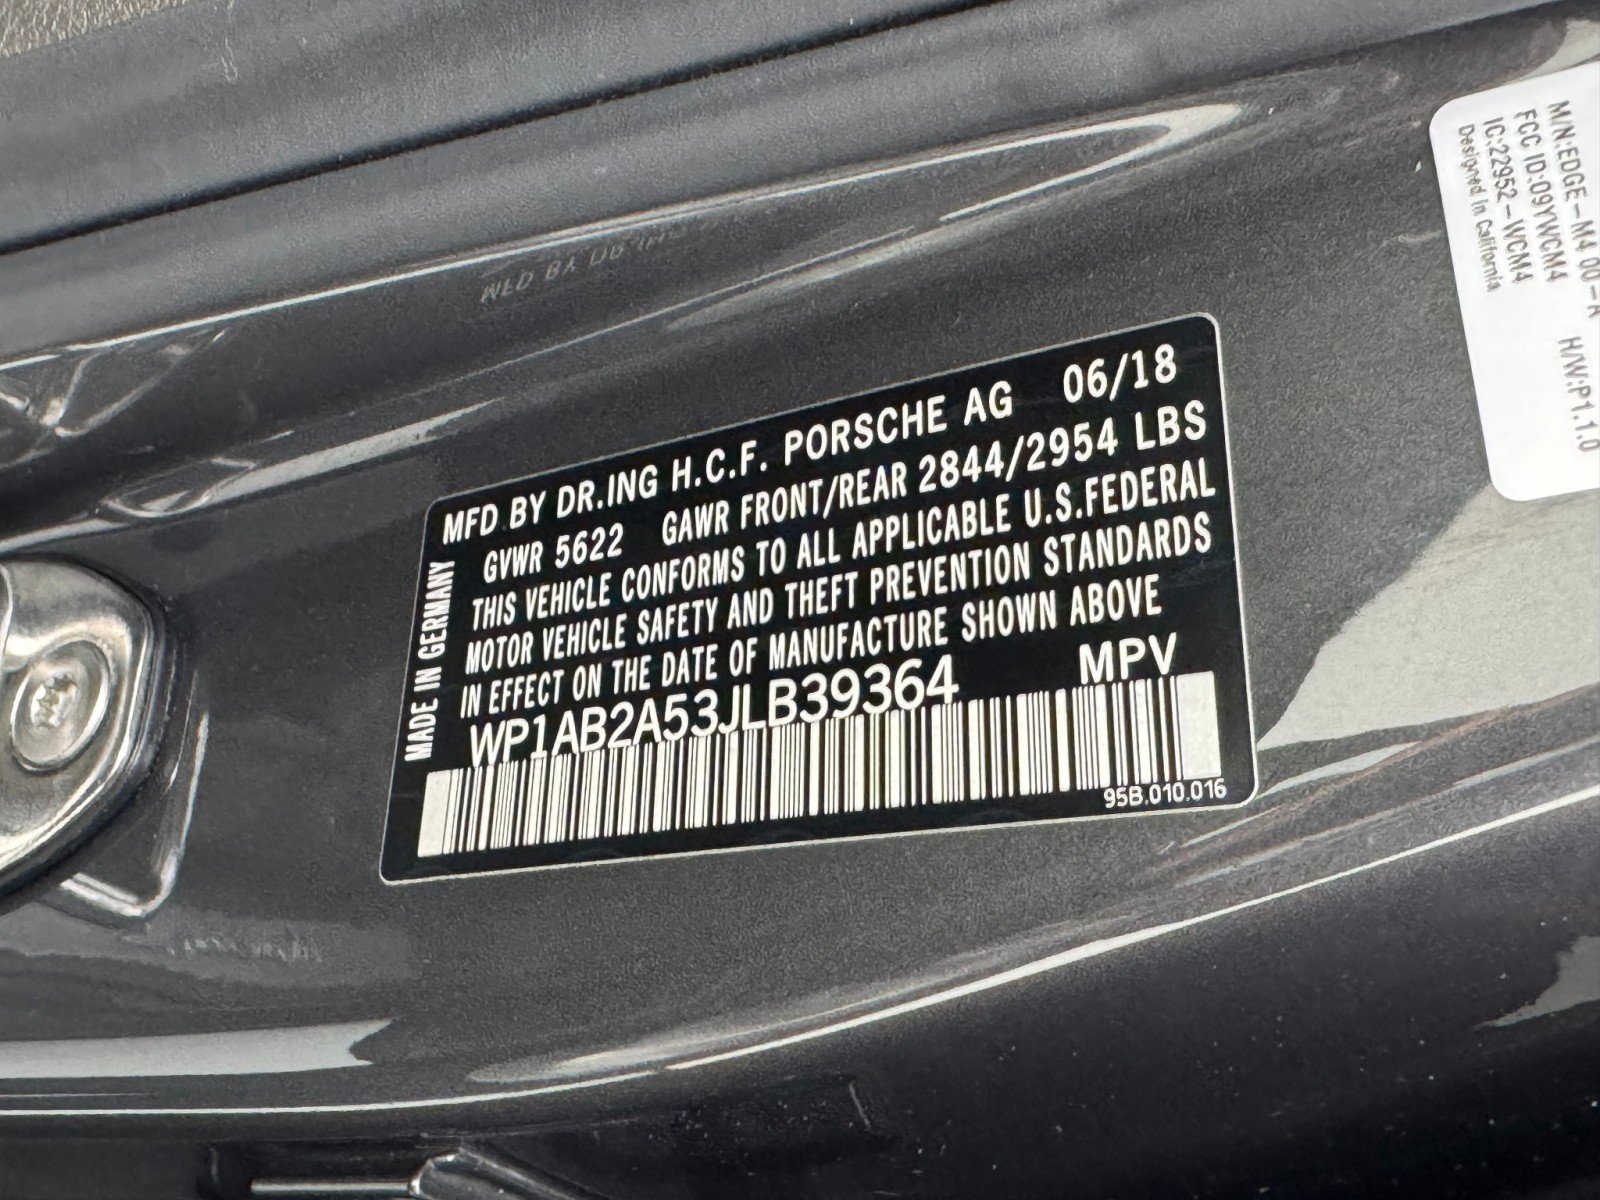 MFD BY DR.ING H.C.F. PORSCHE AG 06/18
GVWR 5622 GAWR FRONT/REAR 2844/2954 LBS
THIS VEHICLE CONFORMS TO ALL APPLICABLE U.S.FEDERAL
MOTOR VEHICLE SAFETY AND THEFT PREVENTION STANDARDS
IN EFFECT ON THE DATE OF MANUFACTURE SHOWN ABOVE
WP1AB2A53JLB39364 MPV
95B.010.016
MADE IN GERMANY
M/N:EDGE-M4 00-A H/W:P1.1.0
FCC ID:09YWCM4
IC:22952-WCM4
Designed in California